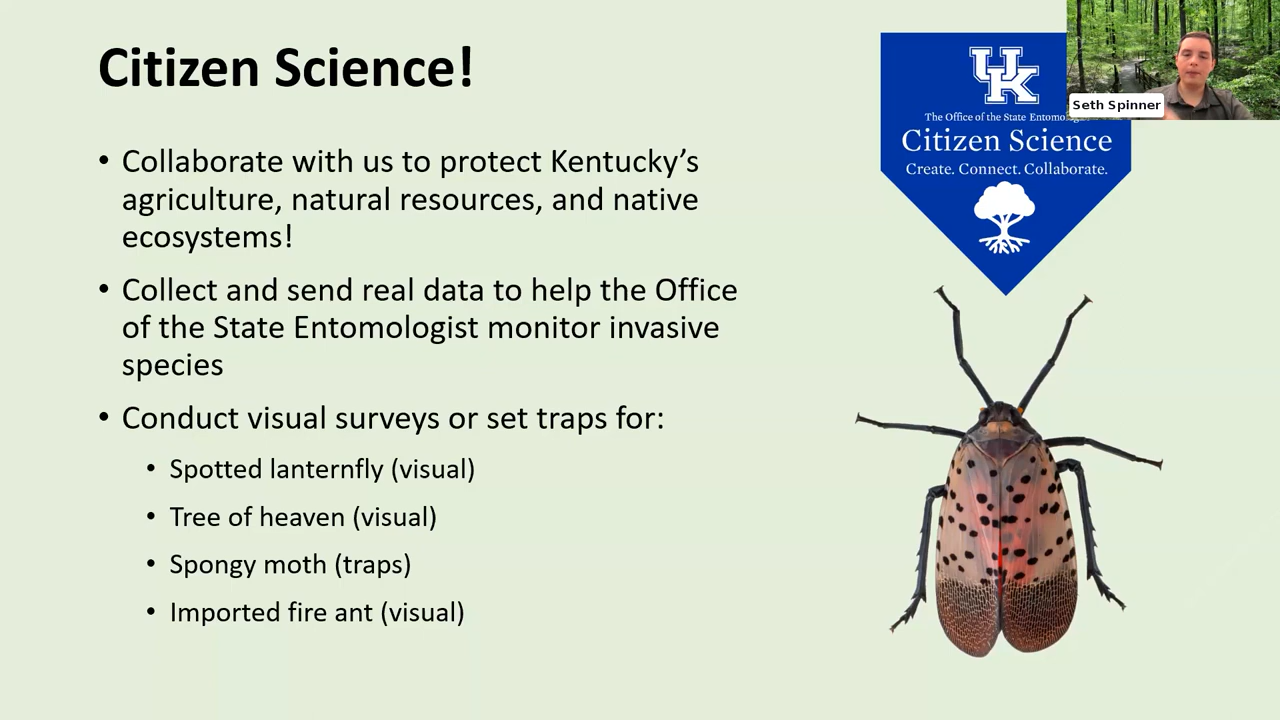 Citizen Science!
• Collaborate with us to protect Kentucky’s
agriculture, natural resources, and native
ecosystems!
• Collect and send real data to help the Office
of the State Entomologist monitor invasive
species
• Conduct visual surveys or set traps for:
• Spotted lanternfly (visual)
• Tree of heaven (visual)
• Spongy moth (traps)
• Imported fire ant (visual)
UK
The Office of the State
Citizen Science
Create. Connect. Collaborate.
Seth Spinner